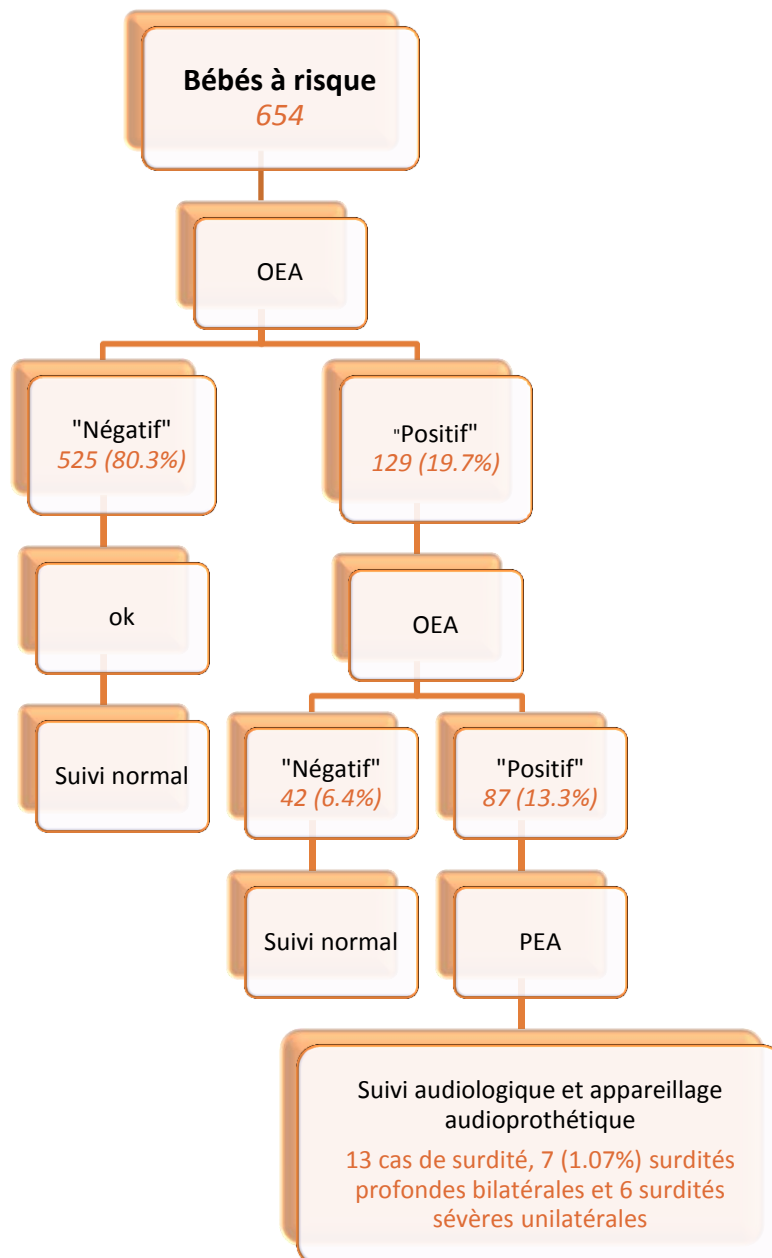 Bébés à risque
654
OEA
"Négatif"
525 (80.3%)
"Positif"
129 (19.7%)
ok
OEA
Suivi normal
"Négatif"
42 (6.4%)
"Positif"
87 (13.3%)
Suivi normal
PEA
Suivi audiologique et appareillage
audioprothétique
13 cas de surdité, 7 (1.07%) surdités
profondes bilatérales et 6 surdités
sévères unilatérales